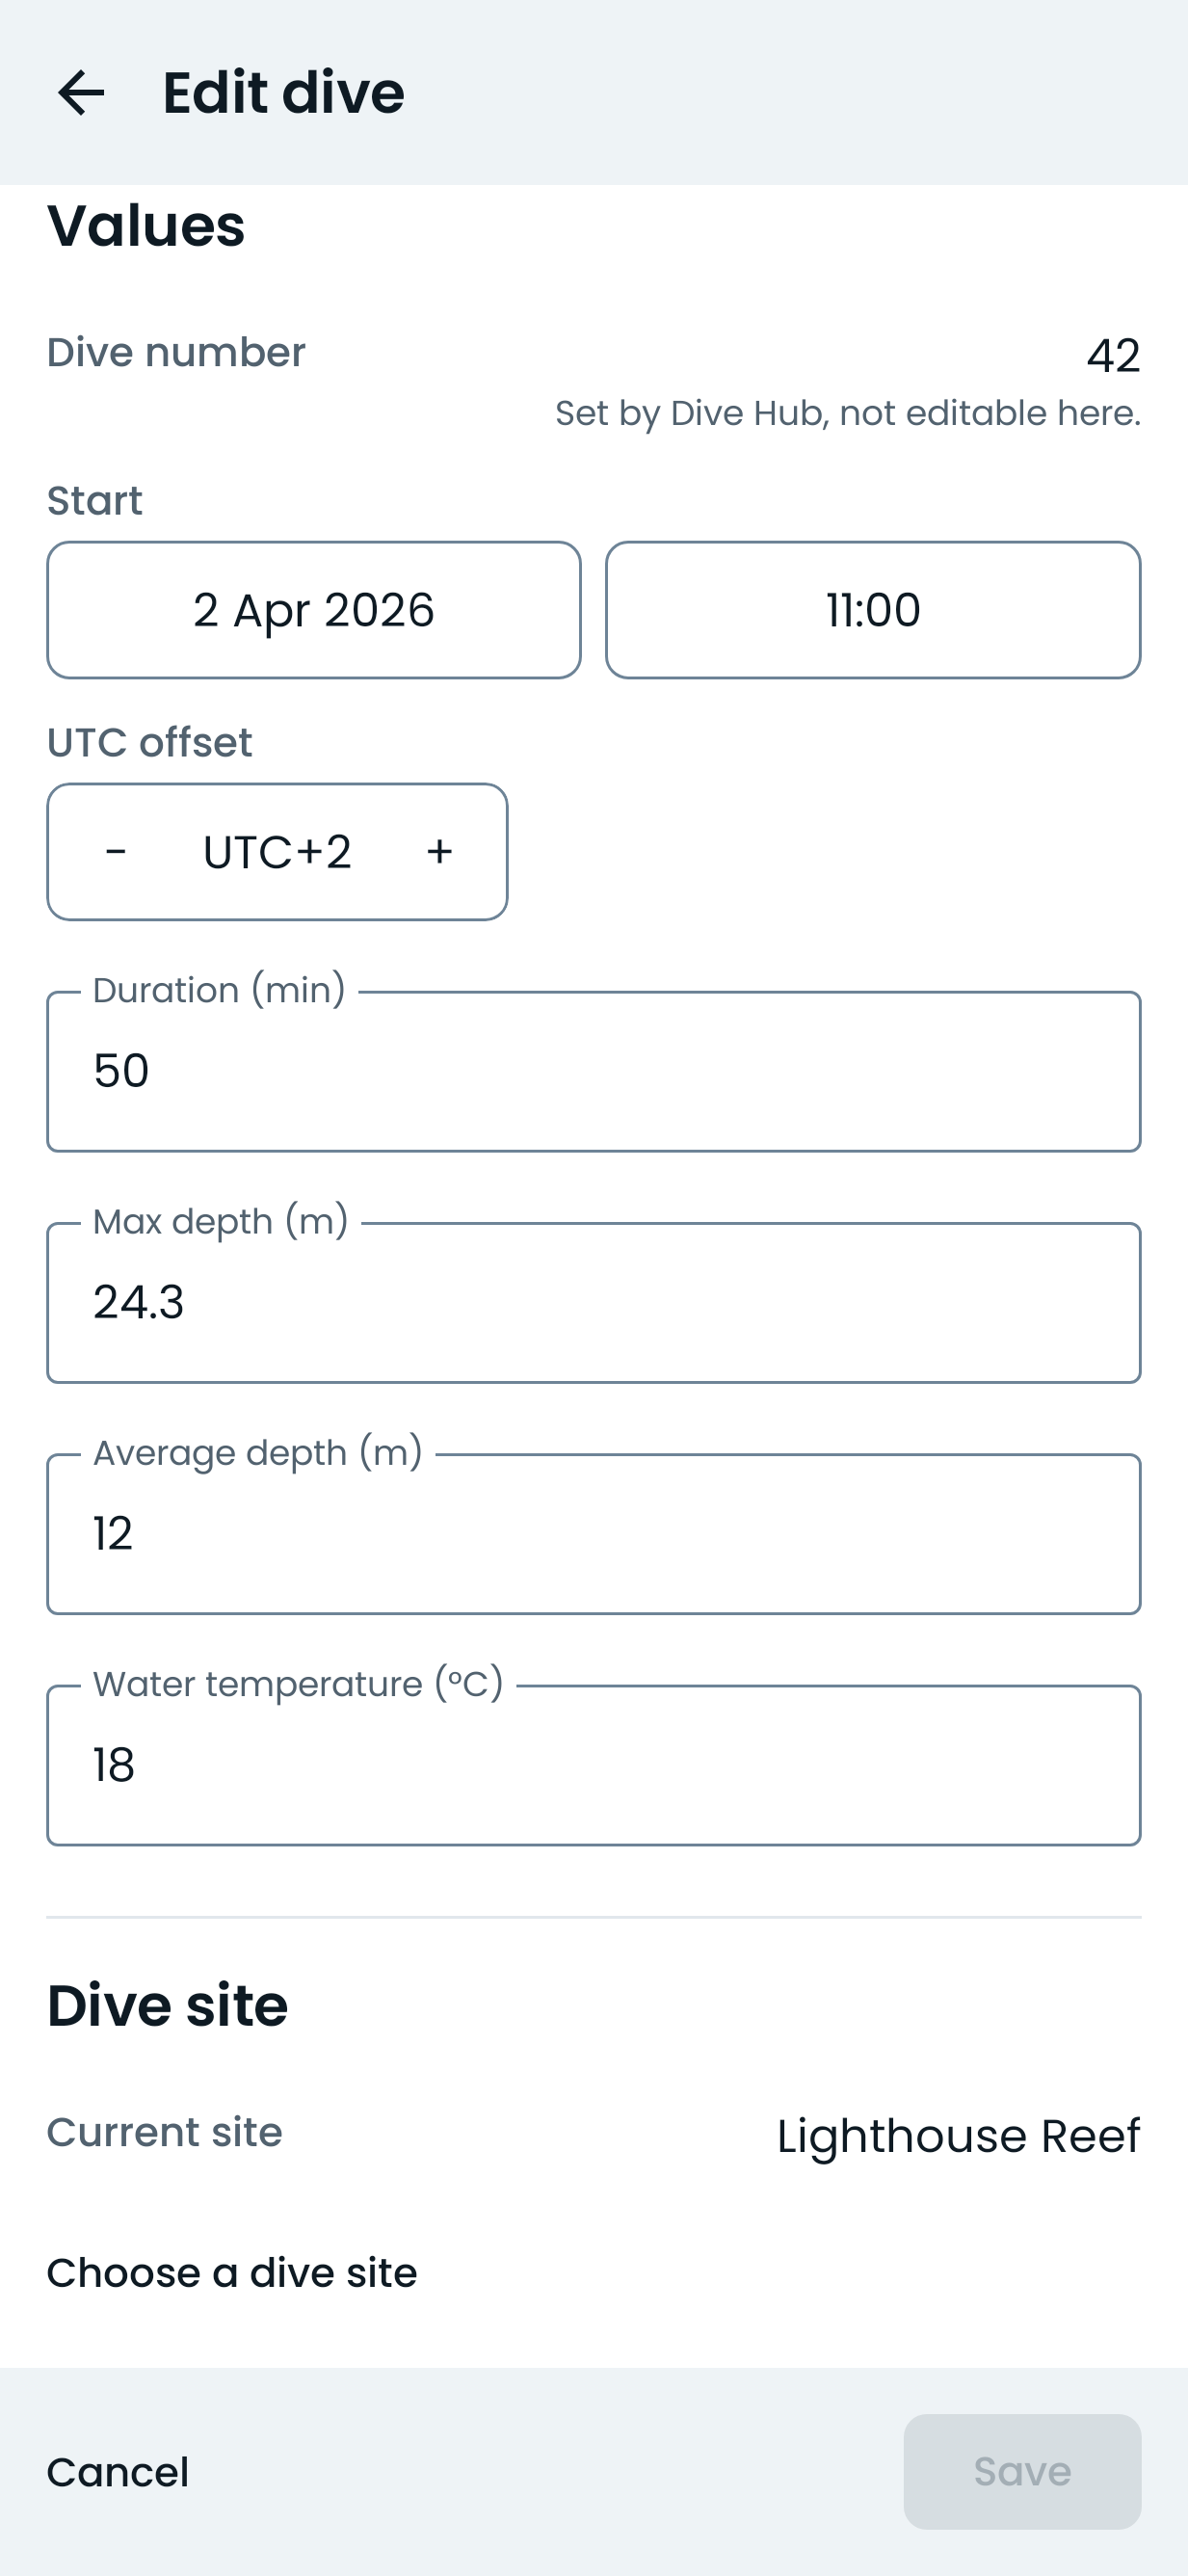 Edit dive
Values
Dive number
42
Set by Dive Hub, not editable here.
Start
2 Apr 2026
11:00
UTC offset
- UTC+2 +
Duration (min)
50
Max depth (m)
24.3
Average depth (m)
12
Water temperature (°C)
18
Dive site
Current site
Lighthouse Reef
Choose a dive site
Cancel
Save